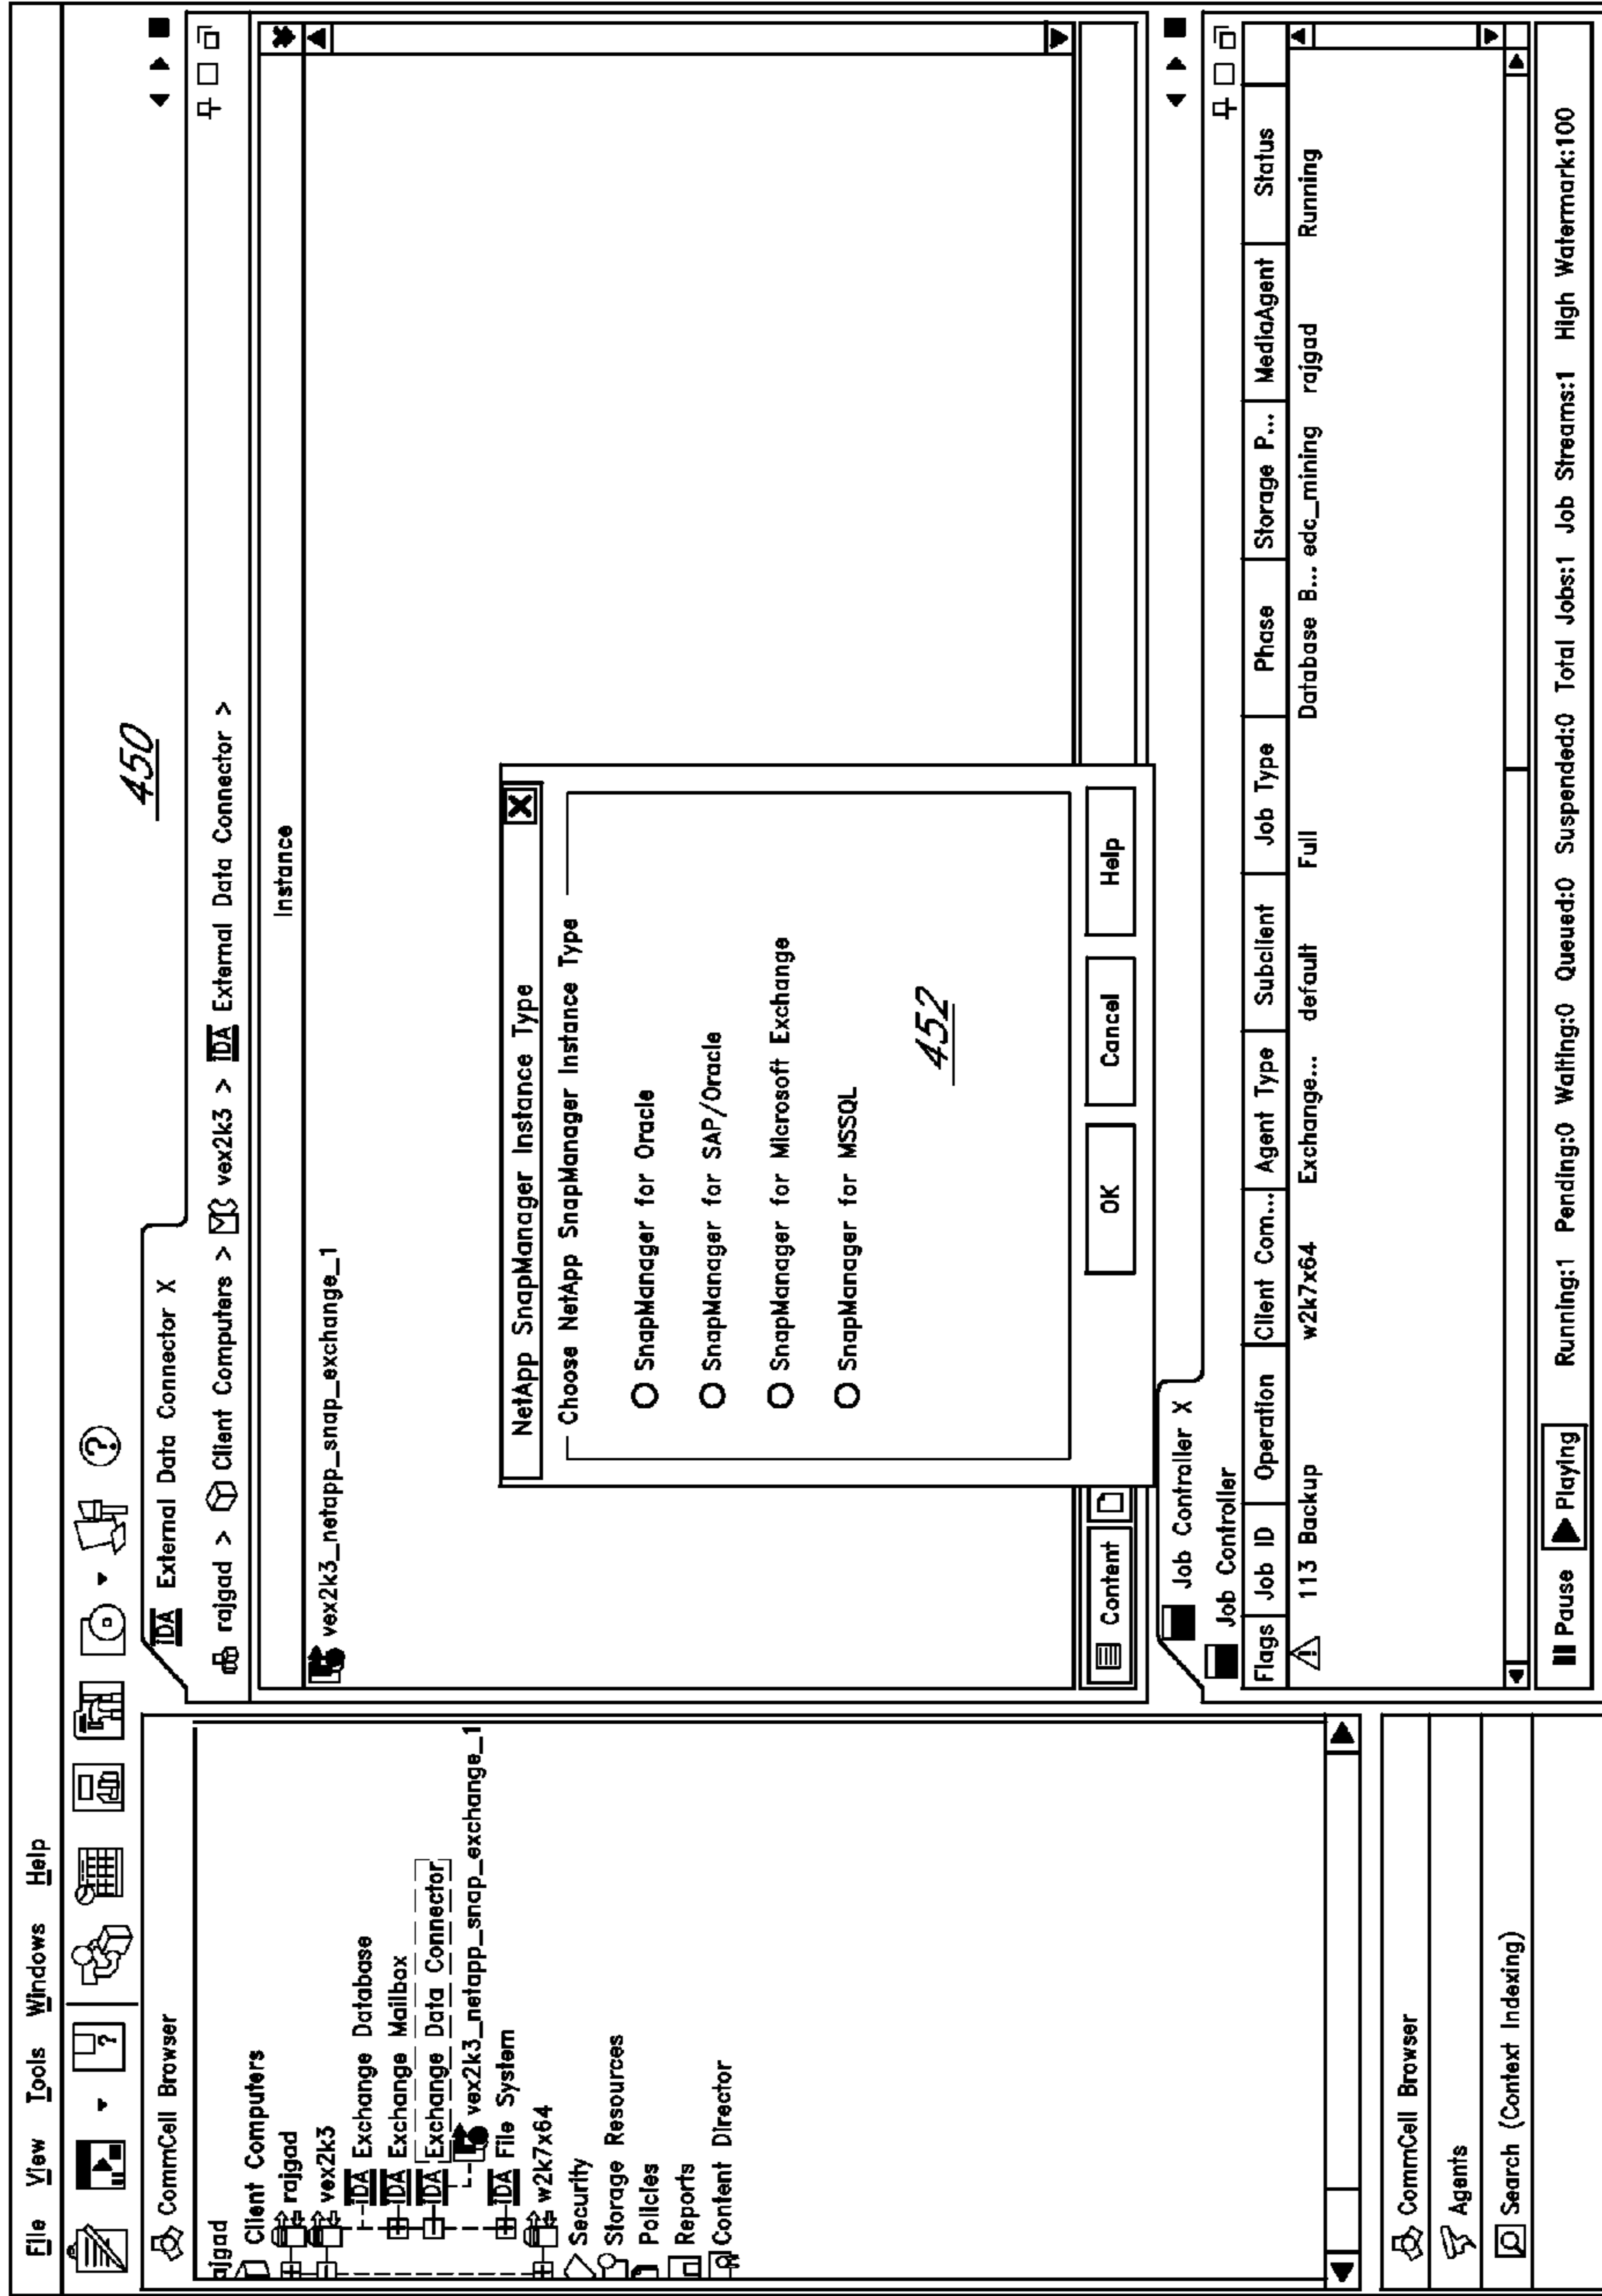 File View Tools Windows Help
450
CommCell Browser
rajgad
Client Computers
rajgad
vex2k3
iDA Exchange Database
iDA Exchange Mailbox
iDA Exchange Data Connector
vex2k3_netapp_snap_exchange_1
iDA File System
w2k7x64
Security
Storage Resources
Policies
Reports
Content Director
CommCell Browser
Agents
Search (Context Indexing)
iDA External Data Connector X
rajgad > Client Computers > vex2k3 > iDA External Data Connector >
Instance
vex2k3_netapp_snap_exchange_1
NetApp SnapManager Instance Type
Choose NetApp SnapManager Instance Type
SnapManager for Oracle
SnapManager for SAP/Oracle
SnapManager for Microsoft Exchange
SnapManager for MSSQL
452
OK Cancel Help
Content
Job Controller X
Job Controller
Flags Job ID Operation Client Com... Agent Type Subclient Job Type Phase Storage P... MediaAgent Status
113 Backup w2k7x64 Exchange... default Full Database B... edc_mining rajgad Running
Pause Playing Running:1 Pending:0 Waiting:0 Queued:0 Suspended:0 Total Jobs:1 Job Streams:1 High Watermark:100